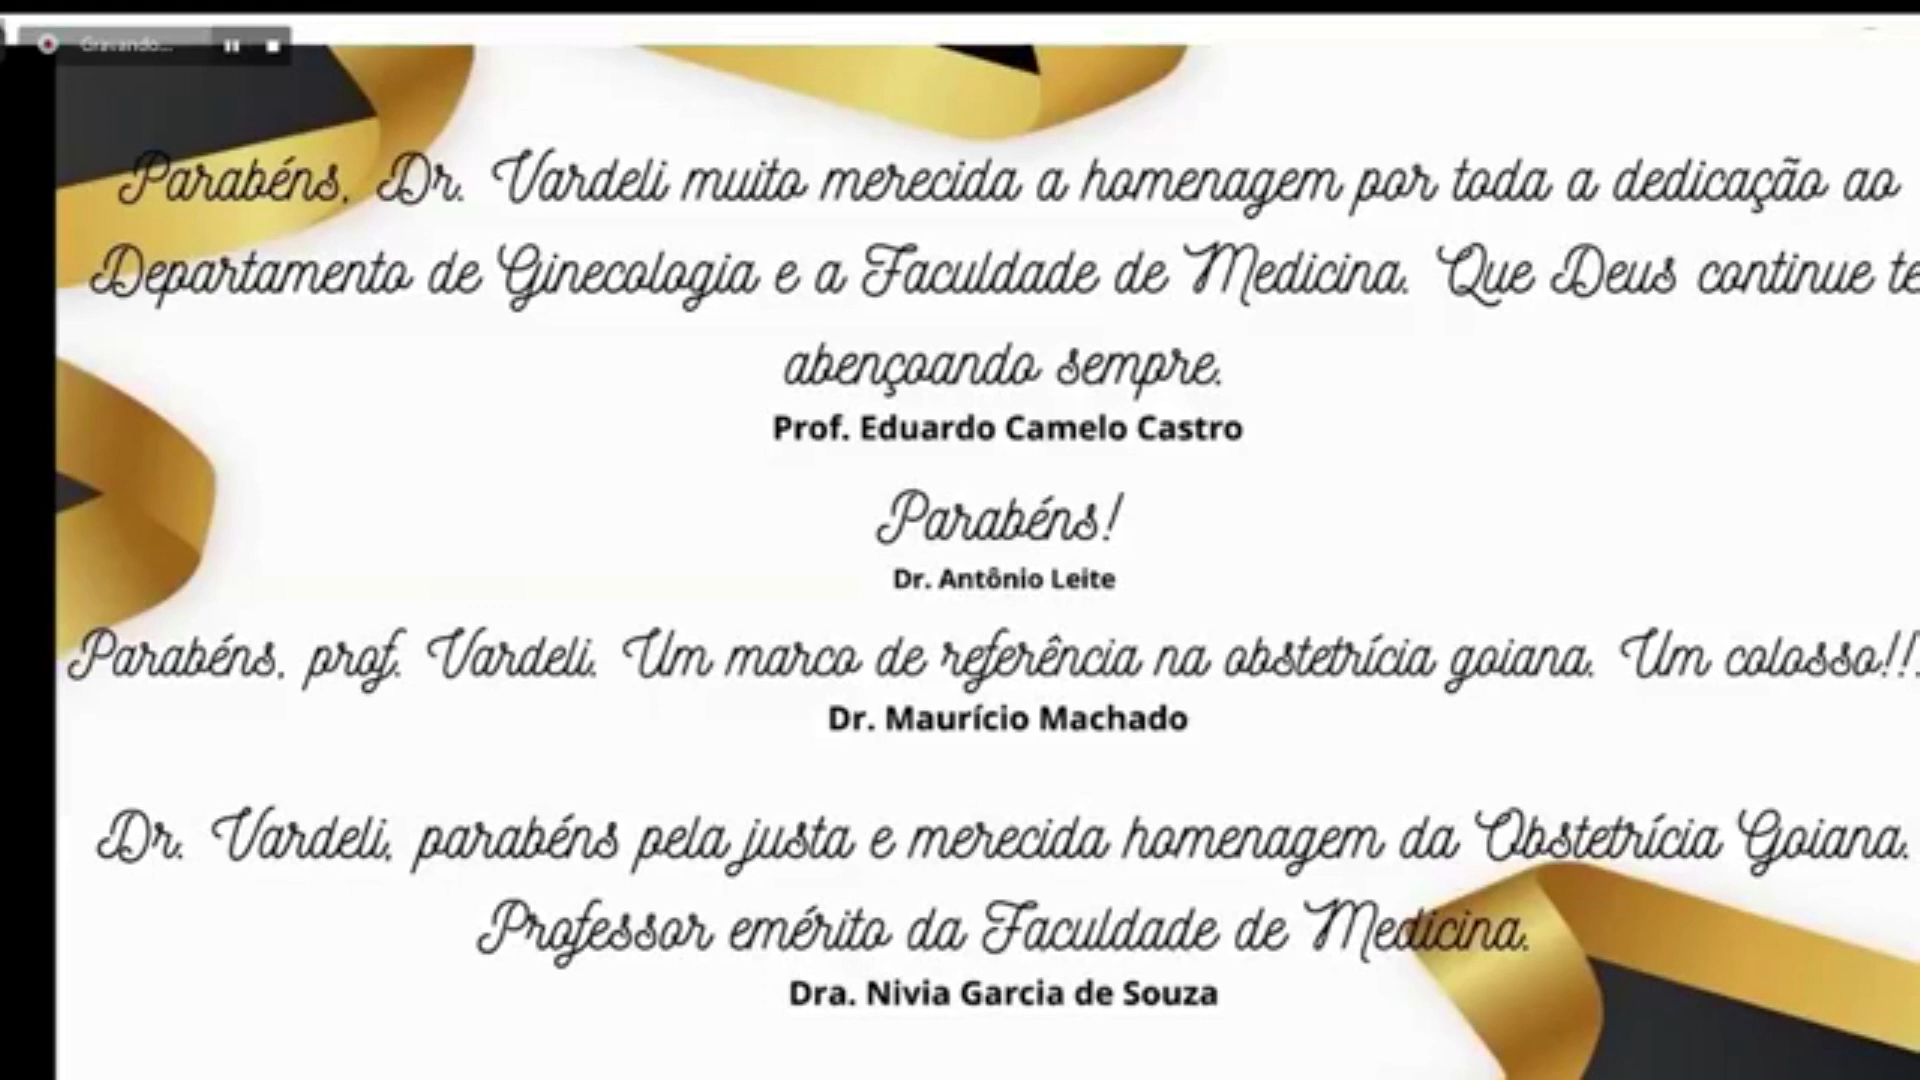 Gravando...
Parabéns, Dr. Vardeli muito merecida a homenagem por toda a dedicação ao
Departamento de Ginecologia e a Faculdade de Medicina. Que Deus continue te
abençoando sempre.
Prof. Eduardo Camelo Castro
Parabéns!
Dr. Antônio Leite
Parabéns, prof. Vardeli. Um marco de referência na obstetrícia goiana. Um colosso!!!
Dr. Maurício Machado
Dr. Vardeli, parabéns pela justa e merecida homenagem da Obstetrícia Goiana.
Professor emérito da Faculdade de Medicina.
Dra. Nivia Garcia de Souza